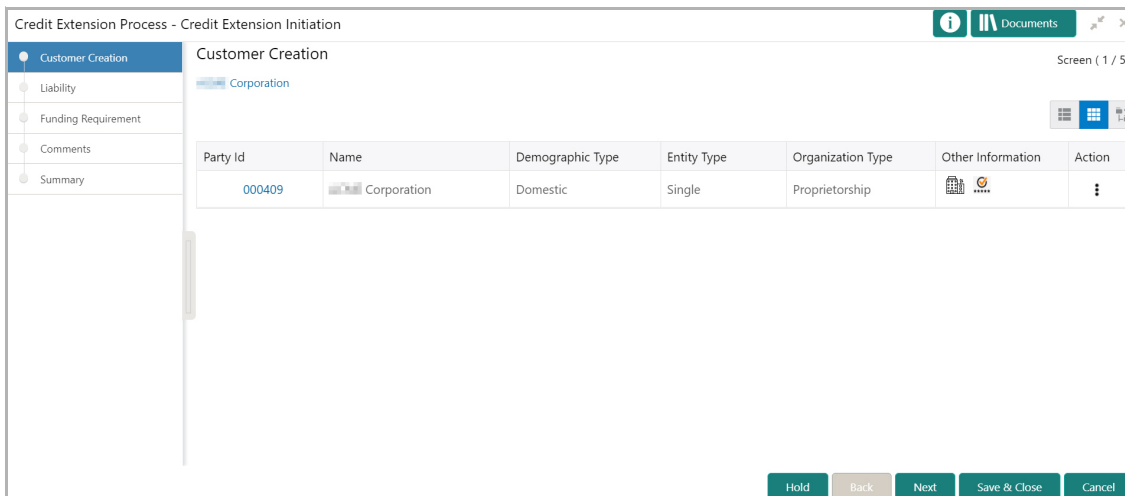 Credit Extension Process - Credit Extension Initiation
i Documents
Customer Creation
Liability
Funding Requirement
Comments
Summary
Customer Creation
Screen ( 1 / 5
Corporation
Party Id Name Demographic Type Entity Type Organization Type Other Information Action
000409 Corporation Domestic Single Proprietorship
Hold Back Next Save & Close Cancel